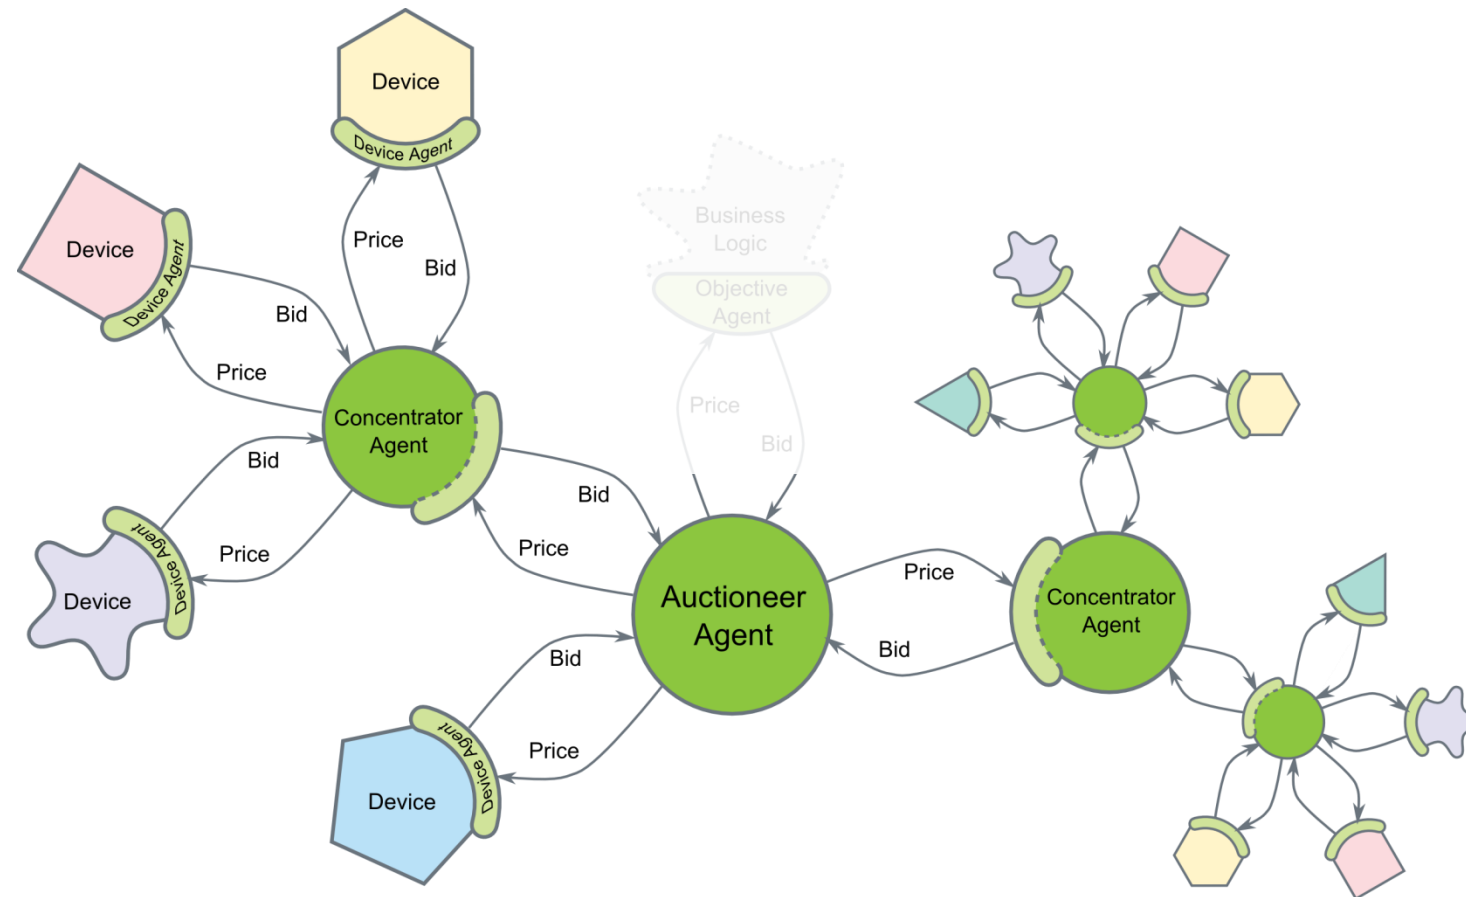 Device
Device Agent
Price
Bid
Device
Device Agent
Bid
Price
Concentrator
Agent
Bid
Price
Device Agent
Device
Business
Logic
Objective
Agent
Price
Bid
Bid
Price
Auctioneer
Agent
Price
Bid
Concentrator
Agent
Bid
Price
Device Agent
Device